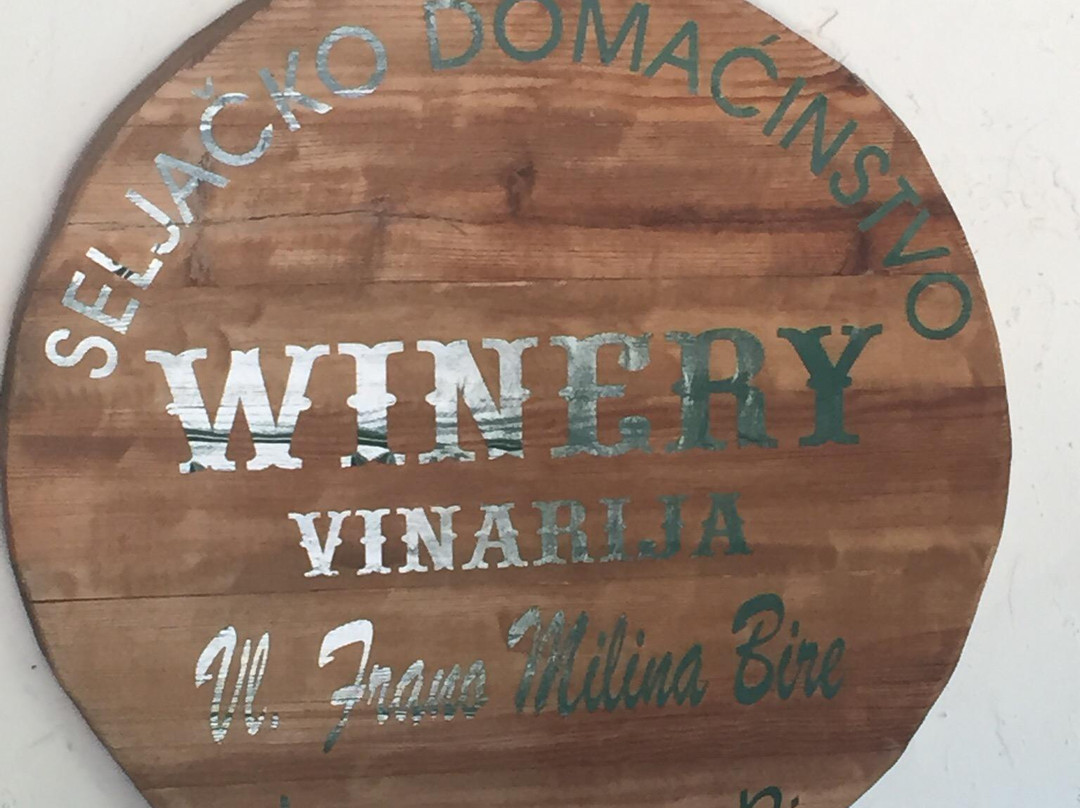 SELJAČKO DOMAĆINSTVO
WINERY
VINARIJA
Vl. Frano Milina Bire